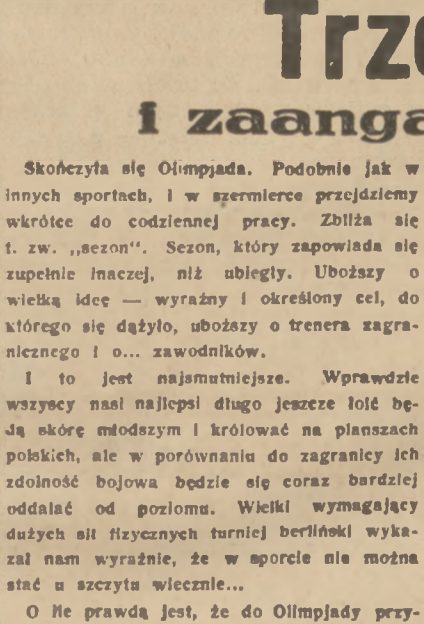 Trze
i zaanga
Skończyła się Olimpjada. Podobnie jak w
innych sportach, i w szermierce przejdziemy
wkrótce do codziennej pracy. Zbliża się
t. zw. „sezon“. Sezon, który zapowiada się
zupełnie inaczej, niż ubiegły. Uboższy o
wielką ideę — wyraźny i określony cel, do
którego się dążyło, uboższy o trenera zagra-
nicznego i o... zawodników.
I to jest najsmutniejsze. Wprawdzie
wszyscy nasi najlepsi długo jeszcze łoić bę-
dą skórę młodszym i królować na planszach
polskich, ale w porównaniu do zagranicy ich
zdolność bojowa będzie się coraz bardziej
oddalać od poziomu. Wielki wymagający
dużych sił fizycznych turniej berliński wyka-
zał nam wyraźnie, że w sporcie nie można
stać u szczytu wiecznie...
O ile prawdą jest, że do Olimpjady przy-